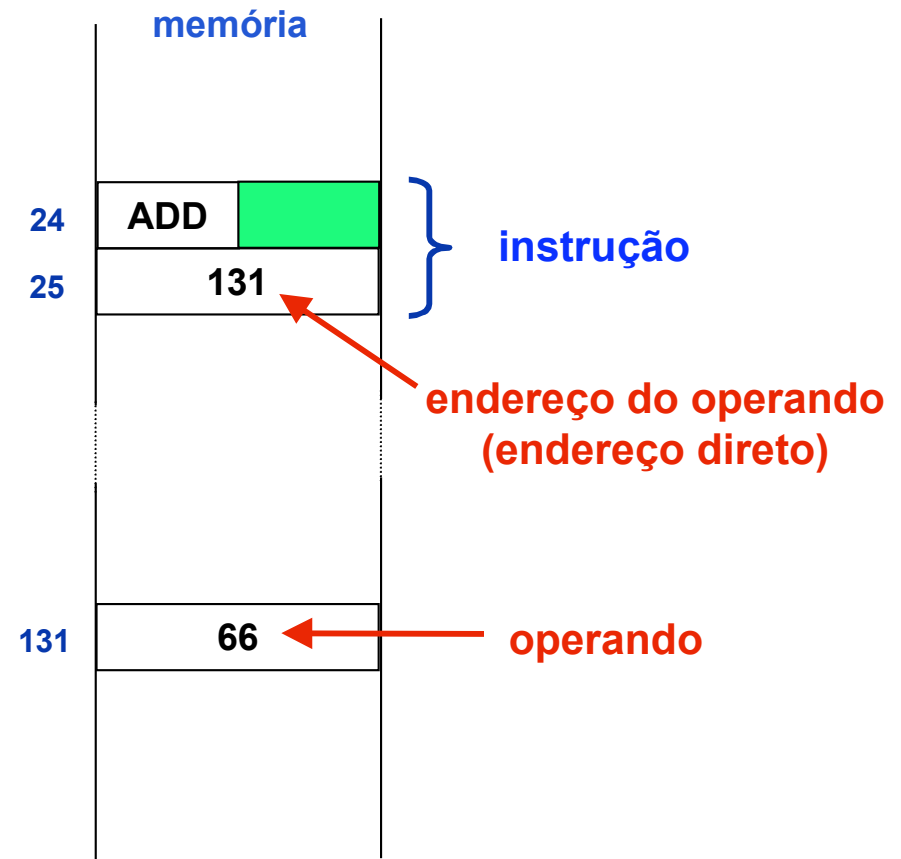 memória
24 ADD
instrução
25 131
endereço do operando
(endereço direto)
131 66 operando